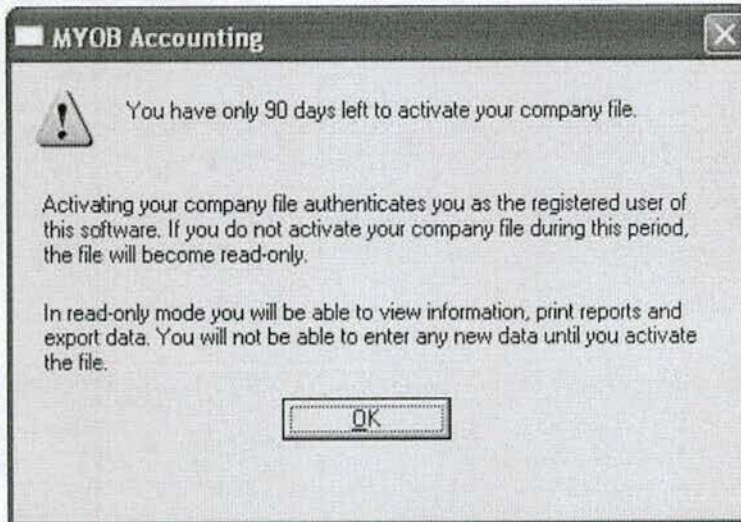 MYOB Accounting
You have only 90 days left to activate your company file.
Activating your company file authenticates you as the registered user of
this software. If you do not activate your company file during this period,
the file will become read-only.
In read-only mode you will be able to view information, print reports and
export data. You will not be able to enter any new data until you activate
the file.
OK